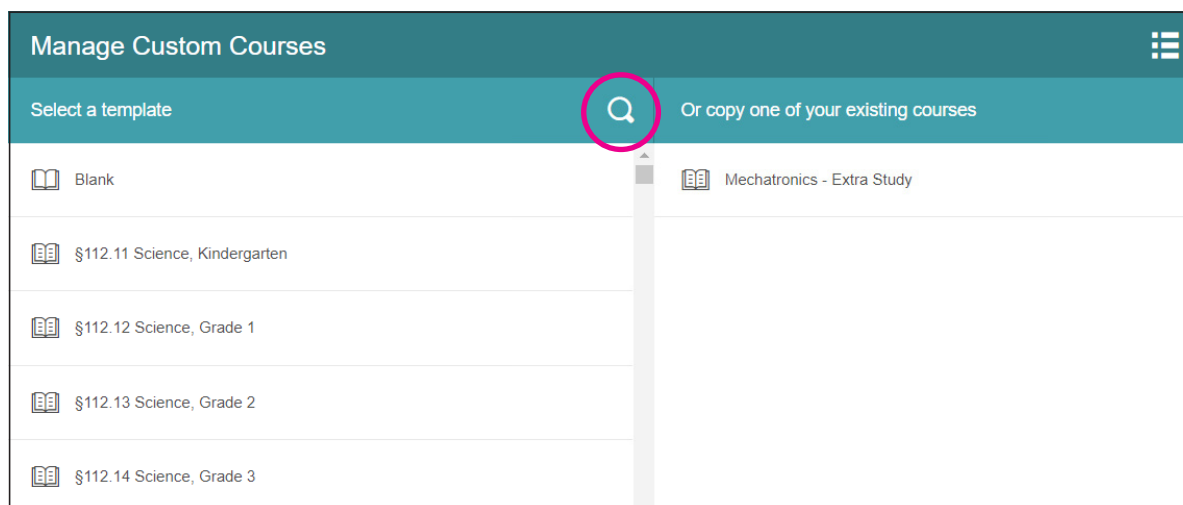 Manage Custom Courses
Select a template
Or copy one of your existing courses
Blank
§112.11 Science, Kindergarten
§112.12 Science, Grade 1
§112.13 Science, Grade 2
§112.14 Science, Grade 3
Mechatronics - Extra Study